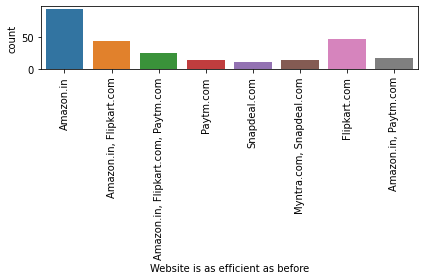 count
50
0
Amazon.in
Amazon.in, Flipkart.com
Amazon.in, Flipkart.com, Paytm.com
Paytm.com
Snapdeal.com
Myntra.com, Snapdeal.com
Flipkart.com
Amazon.in, Paytm.com
Website is as efficient as before